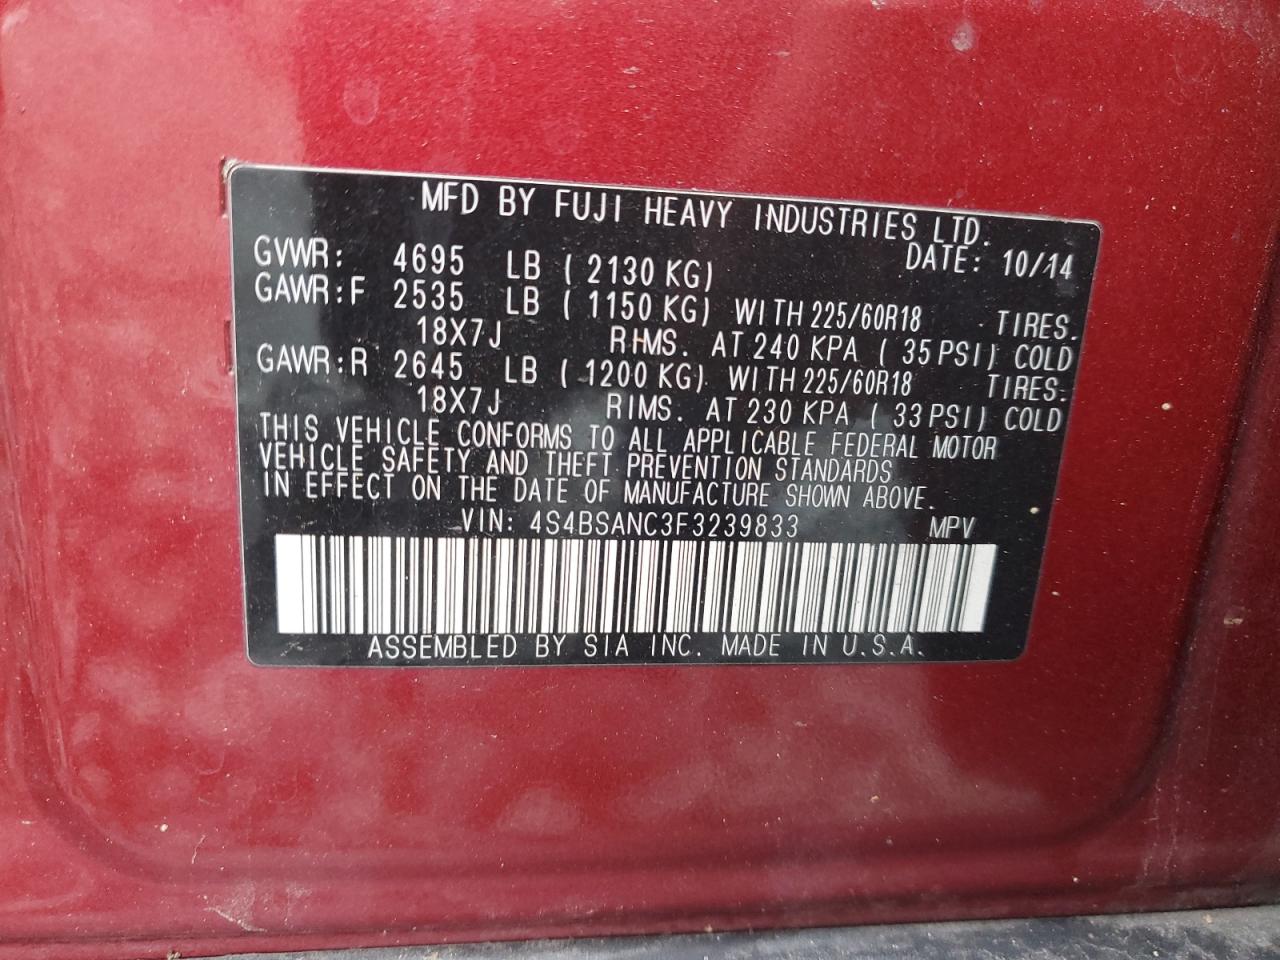 MFD BY FUJI HEAVY INDUSTRIES LTD.
DATE: 10/14
GVWR: 4695 LB ( 2130 KG)
GAWR:F 2535 LB ( 1150 KG) WITH 225/60R18 TIRES.
18X7J RIMS. AT 240 KPA ( 35 PSI) COLD
GAWR:R 2645 LB ( 1200 KG) WITH 225/60R18 TIRES.
18X7J RIMS. AT 230 KPA ( 33 PSI) COLD
THIS VEHICLE CONFORMS TO ALL APPLICABLE FEDERAL MOTOR
VEHICLE SAFETY AND THEFT PREVENTION STANDARDS
IN EFFECT ON THE DATE OF MANUFACTURE SHOWN ABOVE.
VIN: 4S4BSANC3F3239833 MPV
ASSEMBLED BY SIA INC. MADE IN U.S.A.